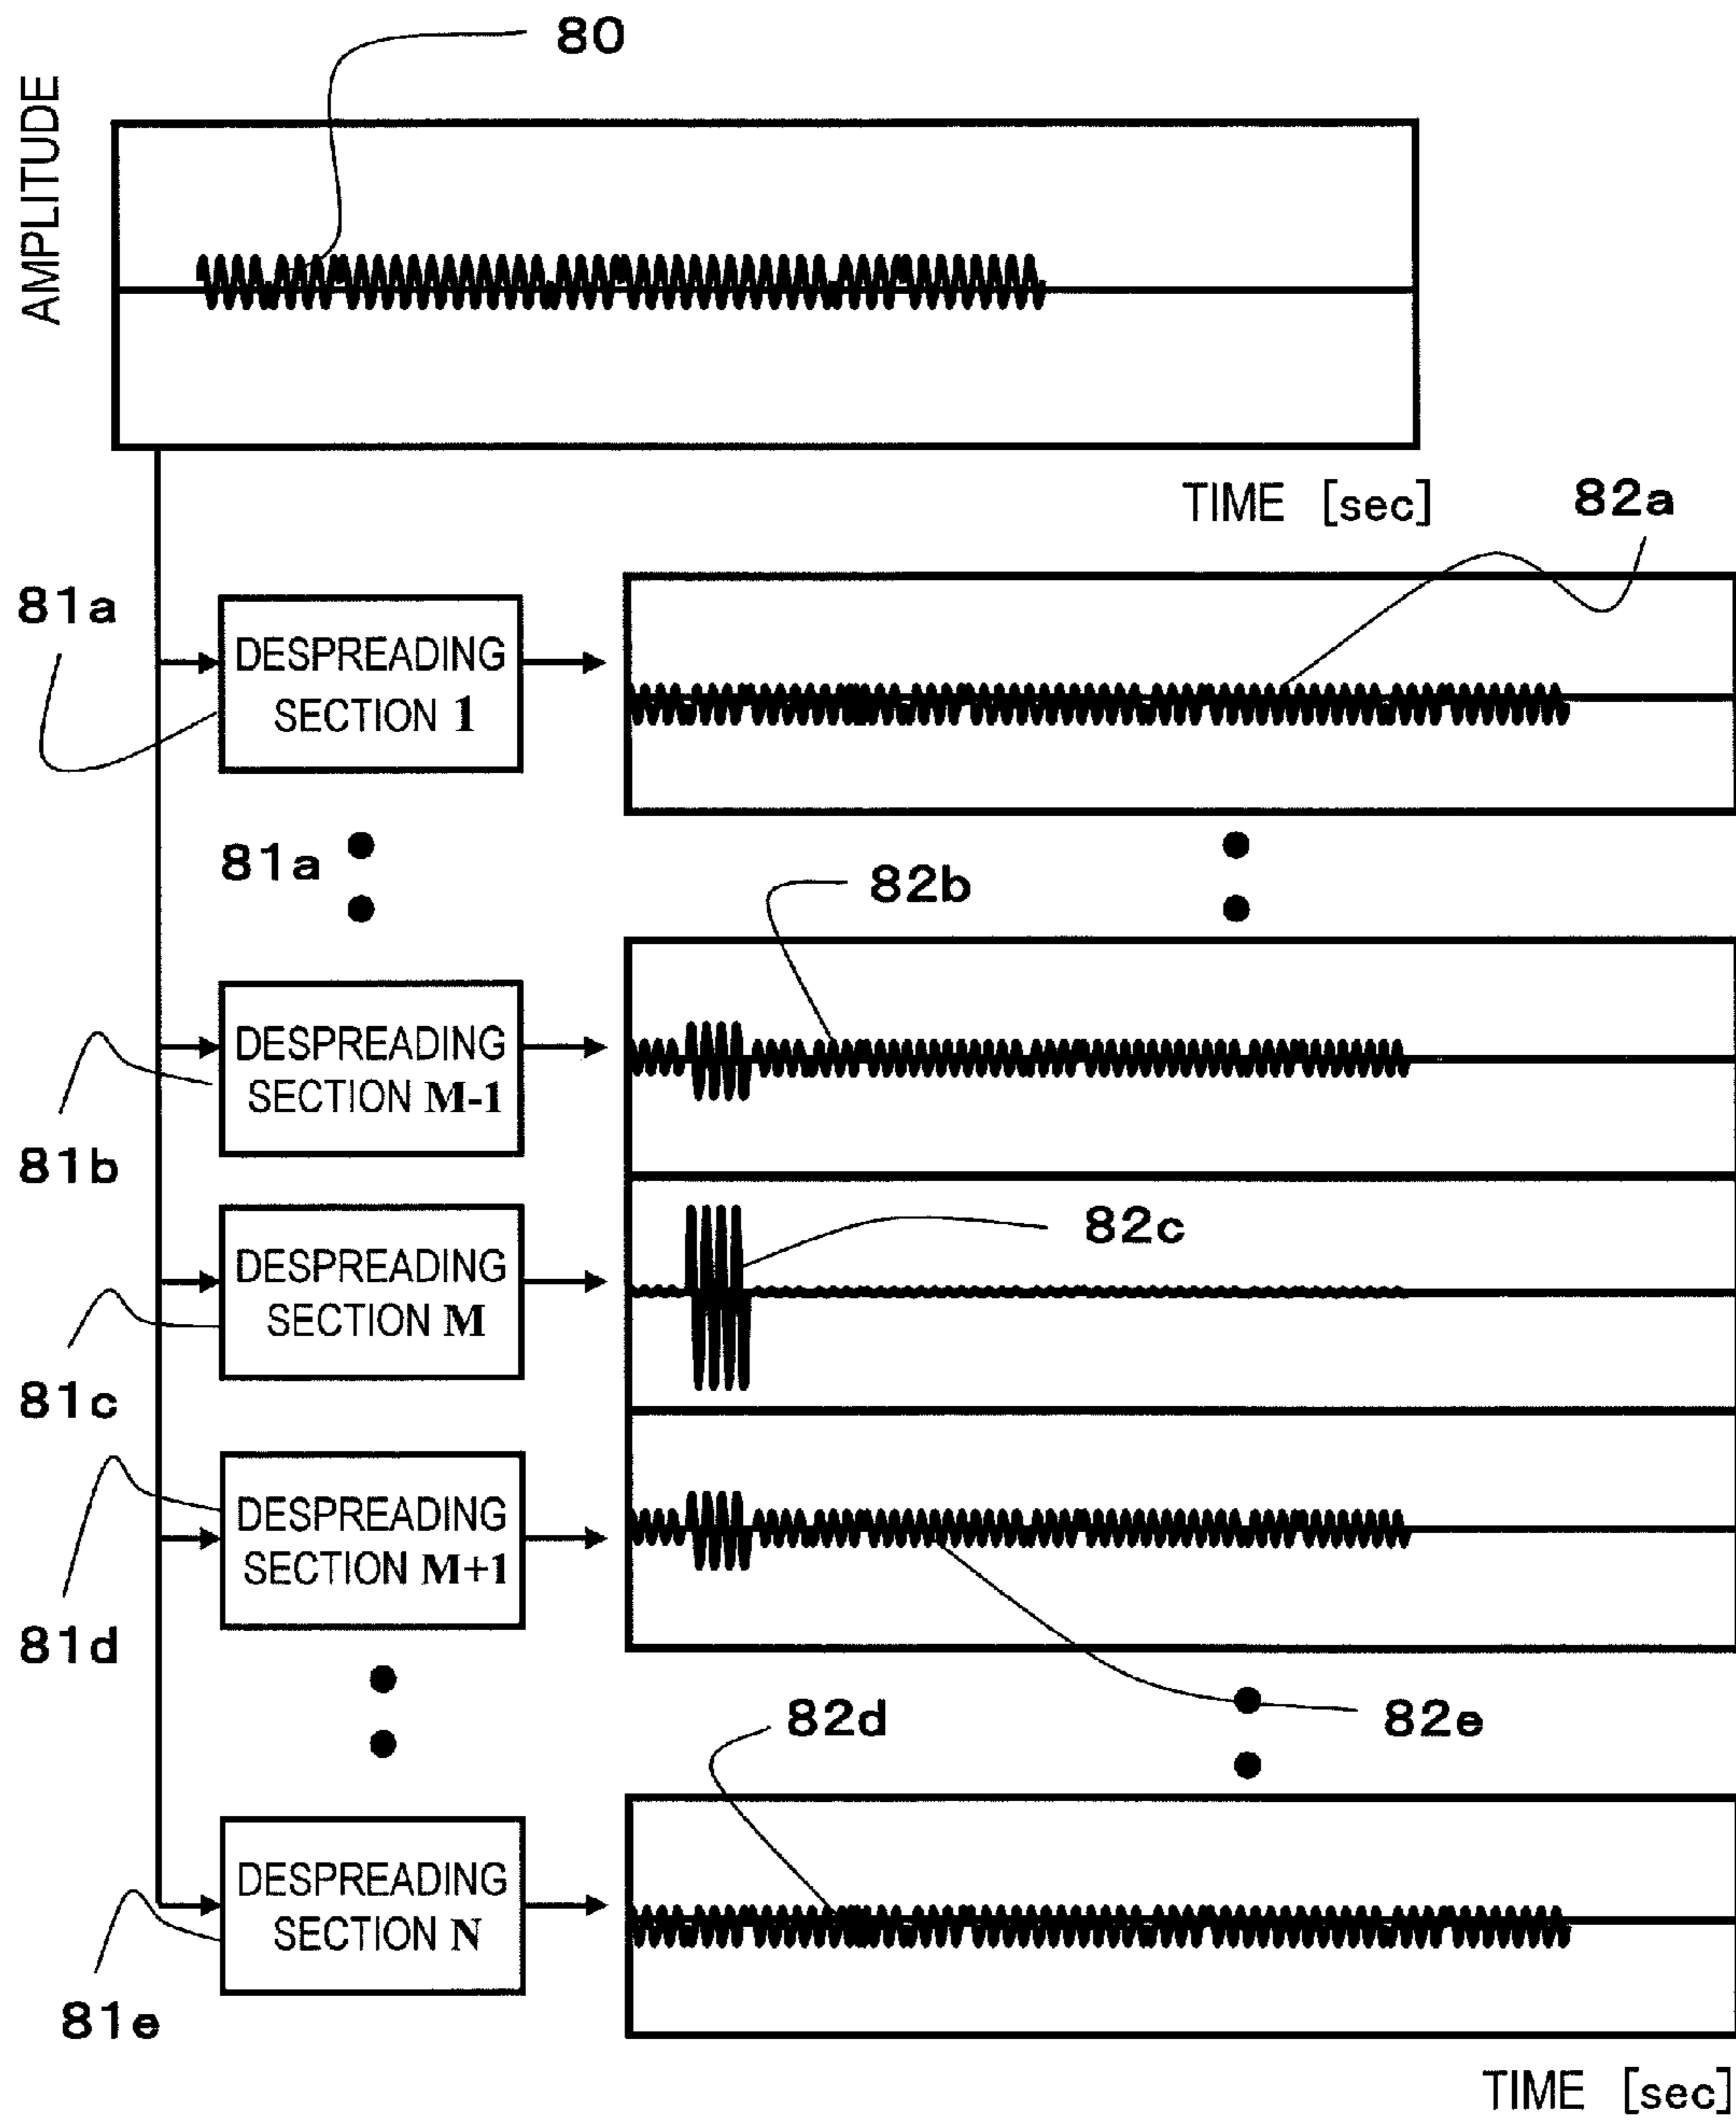 80
AMPLITUDE
TIME [sec]
82a
81a
DESPREADING
SECTION 1
81a
82b
DESPREADING
SECTION M-1
81b
82c
DESPREADING
SECTION M
81c
DESPREADING
SECTION M+1
81d
82d
82e
DESPREADING
SECTION N
81e
TIME [sec]